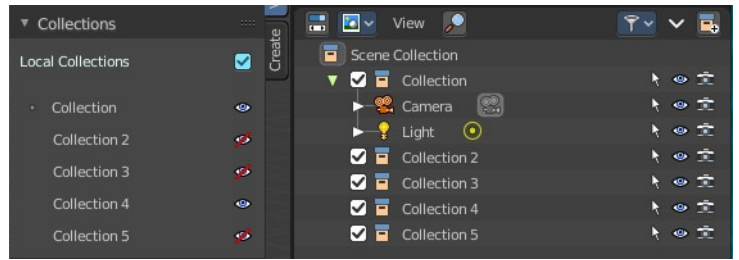 Collections
Local Collections
Collection
Collection 2
Collection 3
Collection 4
Collection 5
Create
View
Scene Collection
Collection
Camera
Light
Collection 2
Collection 3
Collection 4
Collection 5